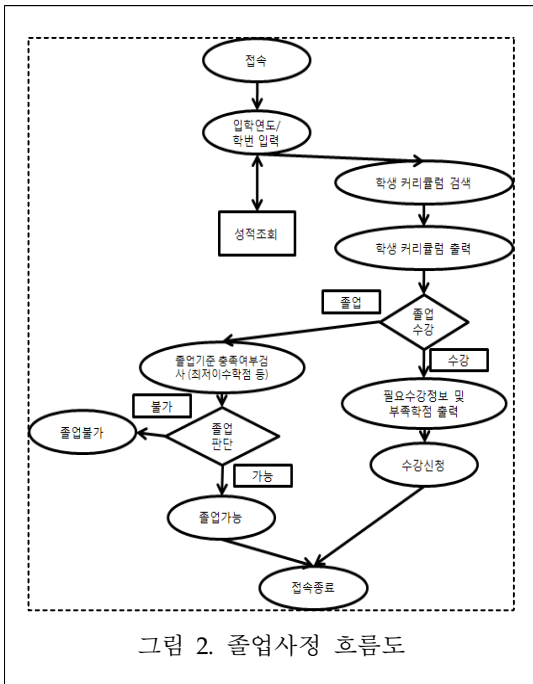 접속
입학연도/
학번 입력
학생 커리큘럼 검색
성적조회
학생 커리큘럼 출력
졸업
졸업
수강
수강
졸업기준 충족여부검
사 (최저이수학점 등)
필요수강정보 및
부족학점 출력
불가
졸업불가
졸업
판단
가능
수강신청
졸업가능
접속종료
그림 2. 졸업사정 흐름도